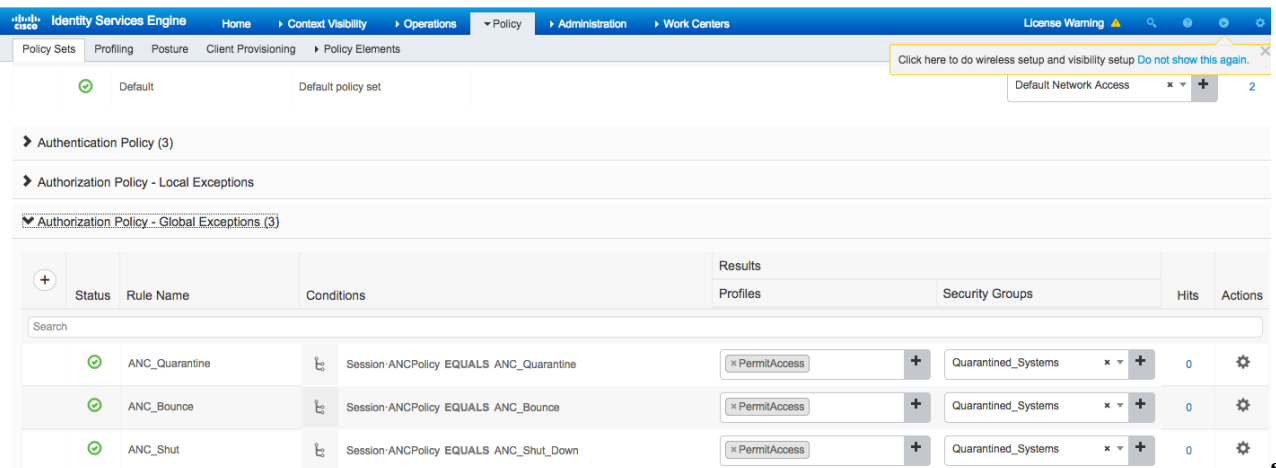 CISCO Identity Services Engine Home Context Visibility Operations Policy Administration Work Centers License Warning
Policy Sets Profiling Posture Client Provisioning Policy Elements
Click here to do wireless setup and visibility setup Do not show this again.
Default Default policy set Default Network Access × + 2
Authentication Policy (3)
Authorization Policy - Local Exceptions
Authorization Policy - Global Exceptions (3)
Results
+ Status Rule Name Conditions Profiles Security Groups Hits Actions
Search
ANC_Quarantine Session·ANCPolicy EQUALS ANC_Quarantine × PermitAccess + Quarantined_Systems × + 0
ANC_Bounce Session·ANCPolicy EQUALS ANC_Bounce × PermitAccess + Quarantined_Systems × + 0
ANC_Shut Session·ANCPolicy EQUALS ANC_Shut_Down × PermitAccess + Quarantined_Systems × + 0